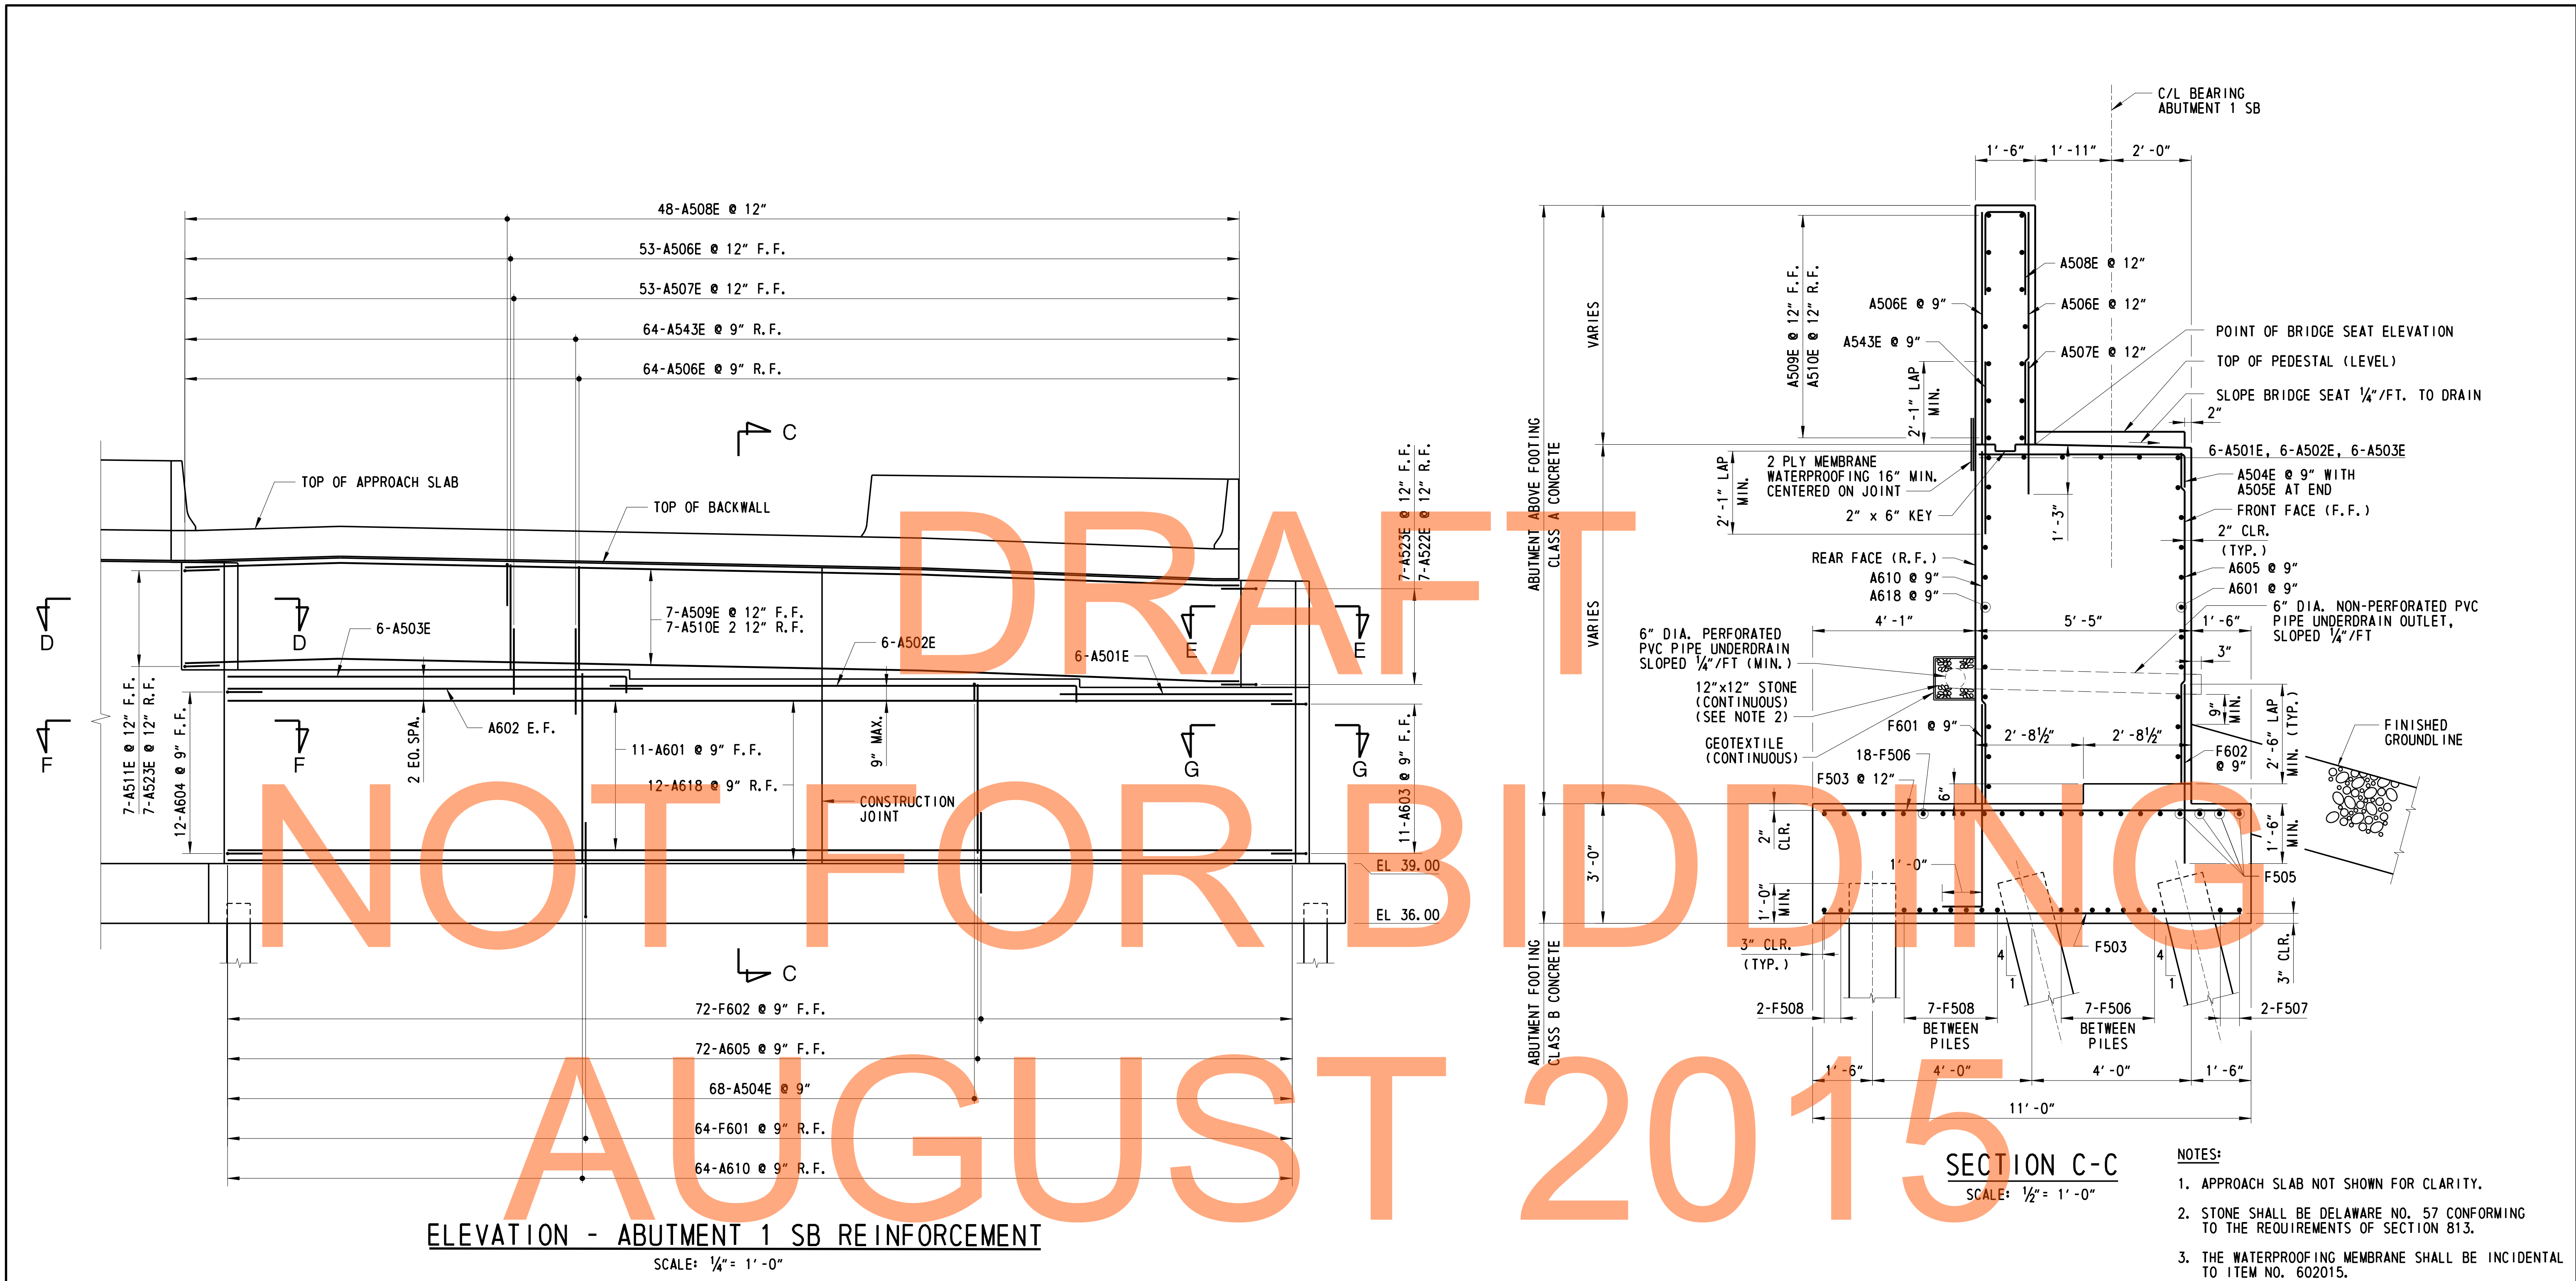 48-A508E @ 12"
53-A506E @ 12" F.F.
53-A507E @ 12" F.F.
64-A543E @ 9" R.F.
64-A506E @ 9" R.F.
C
TOP OF APPROACH SLAB
TOP OF BACKWALL
7-A523E @ 12" F.F.
7-A522E @ 12" R.F.
D
D
7-A509E @ 12" F.F.
7-A510E 2 12" R.F.
6-A503E
6-A502E
6-A501E
E
E
7-A511E @ 12" F.F.
7-A523E @ 12" R.F.
12-A604 @ 9" F.F.
F
F
2 EQ. SPA.
A602 E.F.
11-A601 @ 9" F.F.
12-A618 @ 9" R.F.
9" MAX.
CONSTRUCTION
JOINT
G
G
11-A603 @ 9" F.F.
EL 39.00
EL 36.00
C
72-F602 @ 9" F.F.
72-A605 @ 9" F.F.
68-A504E @ 9"
64-F601 @ 9" R.F.
64-A610 @ 9" R.F.
ELEVATION - ABUTMENT 1 SB REINFORCEMENT
SCALE: ¼" = 1'-0"
DRAFT
NOT FOR BIDDING
AUGUST 2015
C/L BEARING
ABUTMENT 1 SB
1'-6"
1'-11"
2'-0"
A508E @ 12"
A506E @ 9"
A506E @ 12"
A543E @ 9"
A507E @ 12"
A509E @ 12" F.F.
A510E @ 12" R.F.
VARIES
2'-1" LAP
MIN.
POINT OF BRIDGE SEAT ELEVATION
TOP OF PEDESTAL (LEVEL)
SLOPE BRIDGE SEAT ¼"/FT. TO DRAIN
2"
ABUTMENT ABOVE FOOTING
CLASS A CONCRETE
6-A501E, 6-A502E, 6-A503E
2'-1" LAP
MIN.
2 PLY MEMBRANE
WATERPROOFING 16" MIN.
CENTERED ON JOINT
2" x 6" KEY
1'-3"
A504E @ 9" WITH
A505E AT END
FRONT FACE (F.F.)
2" CLR.
(TYP.)
REAR FACE (R.F.)
A610 @ 9"
A618 @ 9"
A605 @ 9"
A601 @ 9"
VARIES
4'-1"
5'-5"
1'-6"
6" DIA. NON-PERFORATED PVC
PIPE UNDERDRAIN OUTLET,
SLOPED ¼"/FT
6" DIA. PERFORATED
PVC PIPE UNDERDRAIN
SLOPED ¼"/FT (MIN.)
3"
12"x12" STONE
(CONTINUOUS)
(SEE NOTE 2)
GEOTEXTILE
(CONTINUOUS)
F601 @ 9"
2'-8½"
2'-8½"
9"
MIN.
2'-6" LAP
MIN. (TYP.)
FINISHED
GROUNDLINE
18-F506
F503 @ 12"
F602
@ 9"
6"
2"
CLR.
3'-0"
1'-0"
1'-0"
MIN.
1'-6"
MIN.
F505
F503
3" CLR.
(TYP.)
4
1
4
1
3" CLR.
ABUTMENT FOOTING
CLASS B CONCRETE
2-F508
7-F508
BETWEEN
PILES
7-F506
BETWEEN
PILES
2-F507
1'-6"
4'-0"
4'-0"
1'-6"
11'-0"
SECTION C-C
SCALE: ½" = 1'-0"
NOTES:
1. APPROACH SLAB NOT SHOWN FOR CLARITY.
2. STONE SHALL BE DELAWARE NO. 57 CONFORMING
TO THE REQUIREMENTS OF SECTION 813.
3. THE WATERPROOFING MEMBRANE SHALL BE INCIDENTAL
TO ITEM NO. 602015.